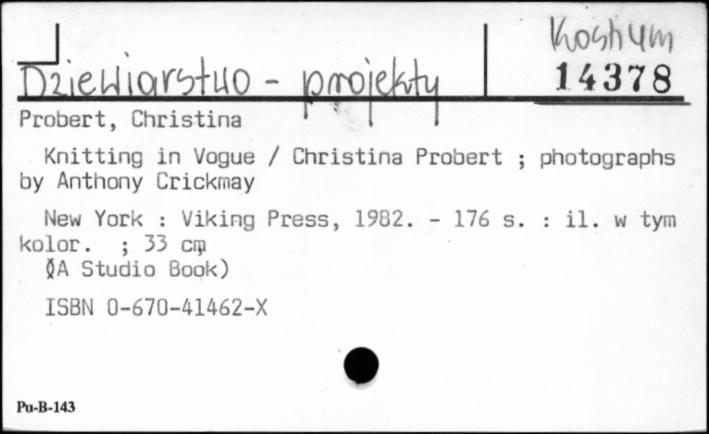 Kostium
Dziewiarstwo - projekty
14378
Probert, Christina
Knitting in Vogue / Christina Probert ; photographs
by Anthony Crickmay
New York : Viking Press, 1982. - 176 s. : il. w tym
kolor. ; 33 cm
(A Studio Book)
ISBN 0-670-41462-X
Pu-B-143